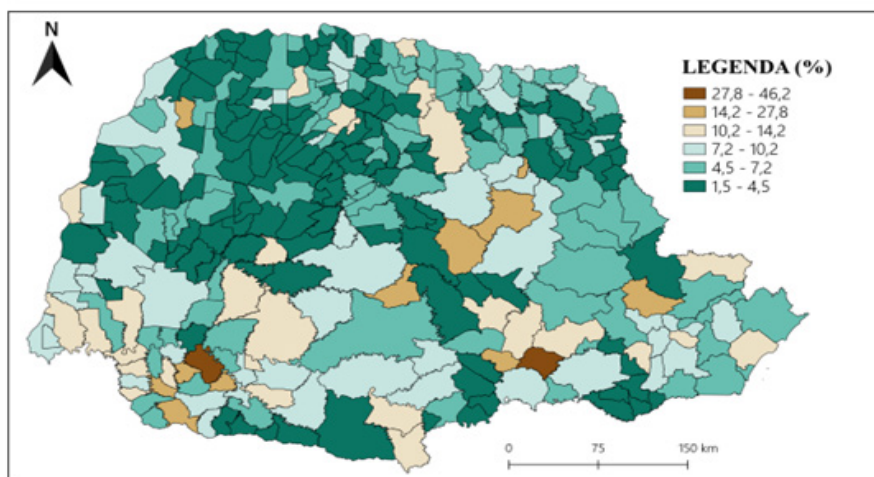 N
LEGENDA (%)
27,8 - 46,2
14,2 - 27,8
10,2 - 14,2
7,2 - 10,2
4,5 - 7,2
1,5 - 4,5
0 75 150 km